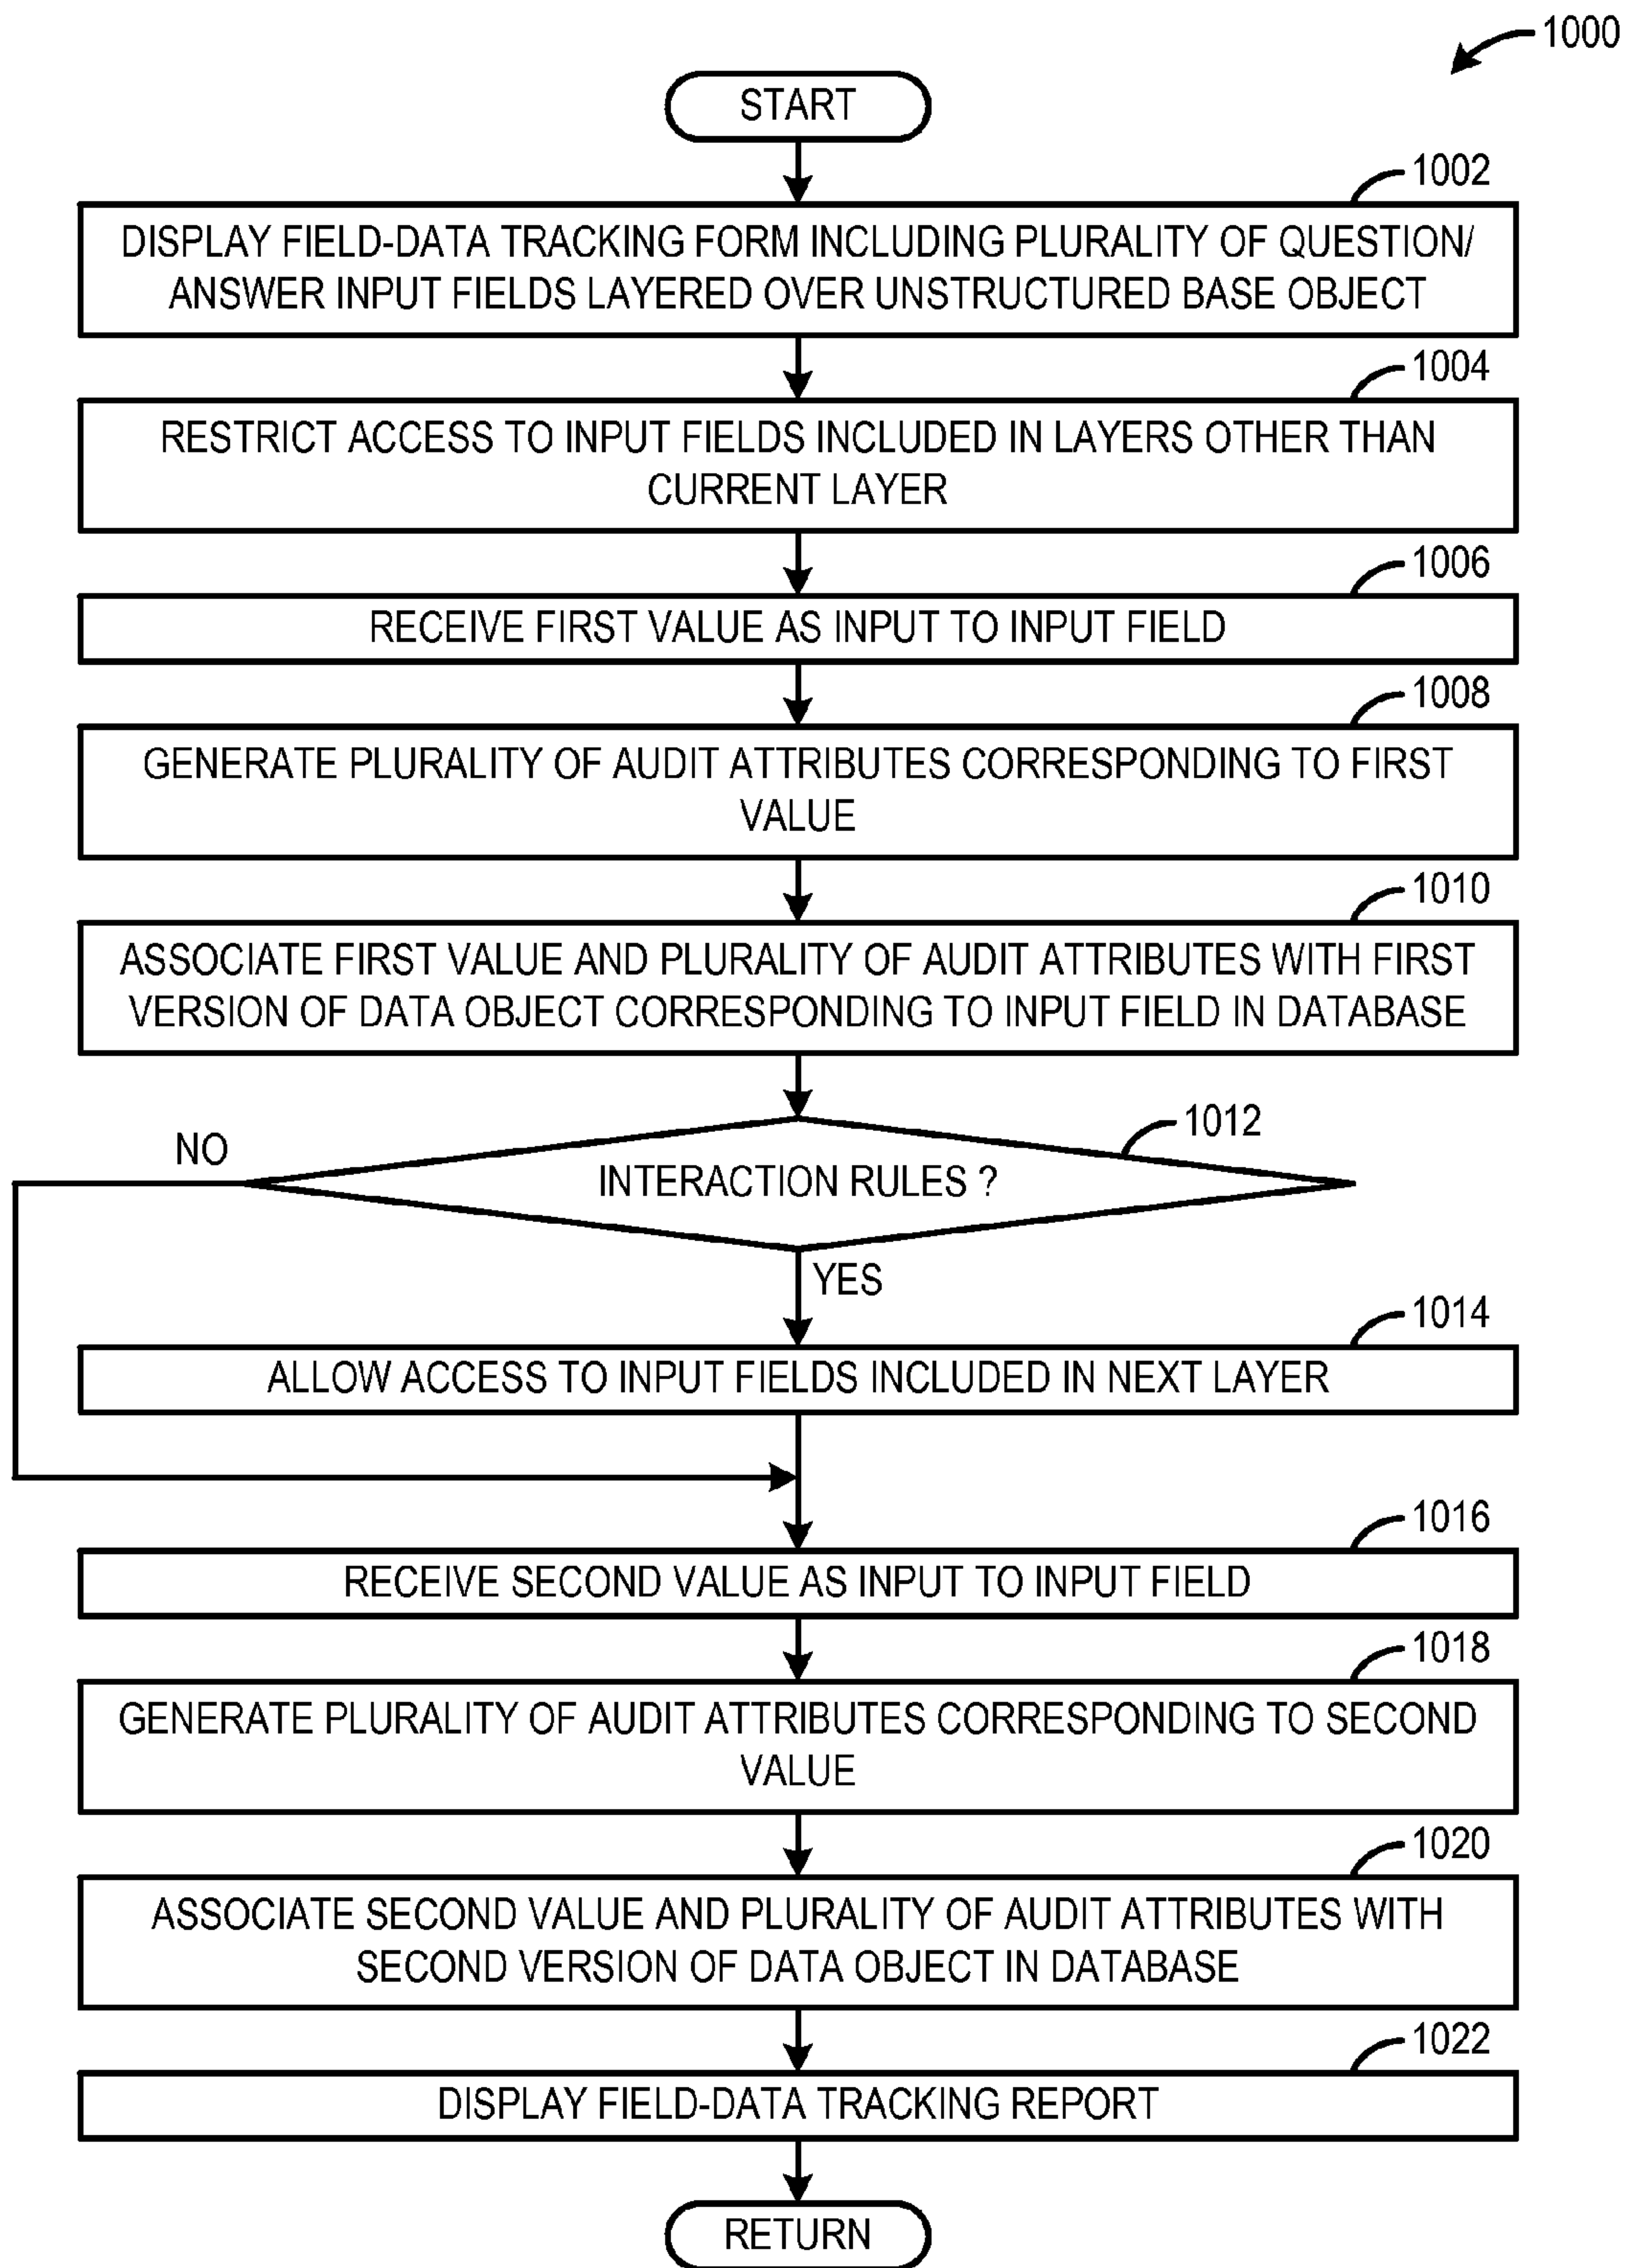 1000
START
1002
DISPLAY FIELD-DATA TRACKING FORM INCLUDING PLURALITY OF QUESTION/
ANSWER INPUT FIELDS LAYERED OVER UNSTRUCTURED BASE OBJECT
1004
RESTRICT ACCESS TO INPUT FIELDS INCLUDED IN LAYERS OTHER THAN
CURRENT LAYER
1006
RECEIVE FIRST VALUE AS INPUT TO INPUT FIELD
1008
GENERATE PLURALITY OF AUDIT ATTRIBUTES CORRESPONDING TO FIRST
VALUE
1010
ASSOCIATE FIRST VALUE AND PLURALITY OF AUDIT ATTRIBUTES WITH FIRST
VERSION OF DATA OBJECT CORRESPONDING TO INPUT FIELD IN DATABASE
1012
NO
INTERACTION RULES ?
YES
1014
ALLOW ACCESS TO INPUT FIELDS INCLUDED IN NEXT LAYER
1016
RECEIVE SECOND VALUE AS INPUT TO INPUT FIELD
1018
GENERATE PLURALITY OF AUDIT ATTRIBUTES CORRESPONDING TO SECOND
VALUE
1020
ASSOCIATE SECOND VALUE AND PLURALITY OF AUDIT ATTRIBUTES WITH
SECOND VERSION OF DATA OBJECT IN DATABASE
1022
DISPLAY FIELD-DATA TRACKING REPORT
RETURN